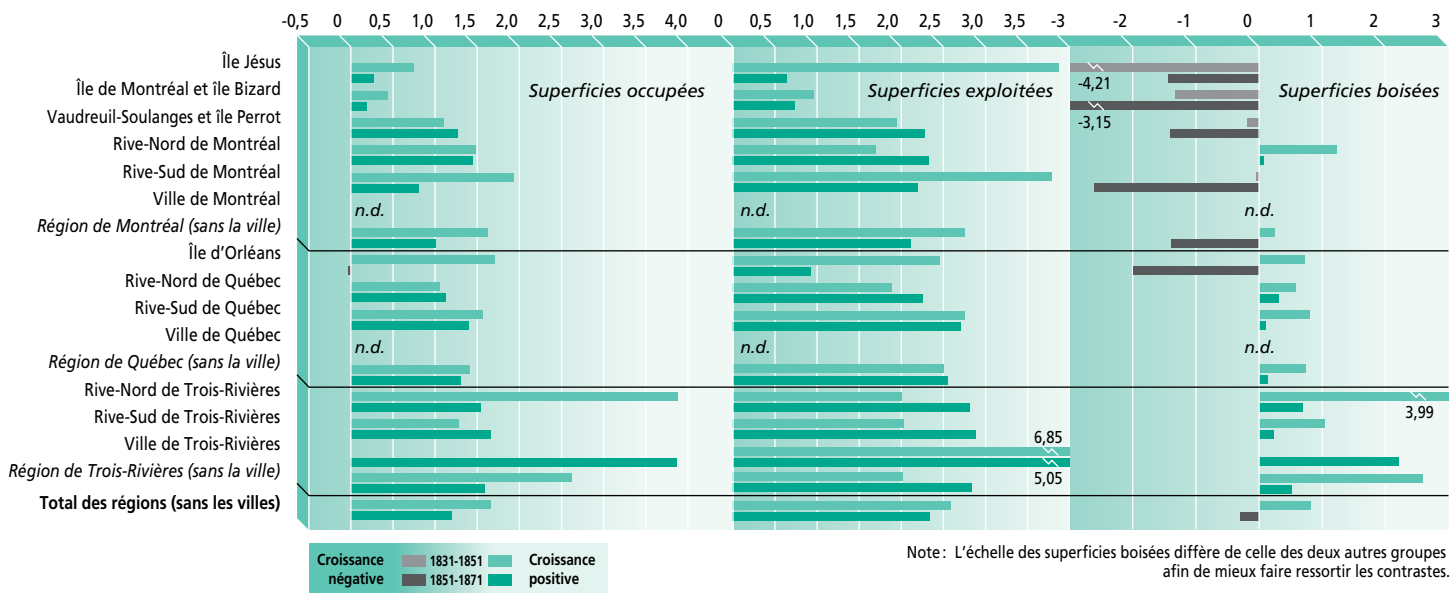 -0,5 0 0,5 1,0 1,5 2,0 2,5 3,0 3,5 4,0 0 0,5 1,0 1,5 2,0 2,5 3,0 3,5 -3 -2 -1 0 1 2 3
Île Jésus
Île de Montréal et île Bizard
Vaudreuil-Soulanges et île Perrot
Rive-Nord de Montréal
Rive-Sud de Montréal
Ville de Montréal
Région de Montréal (sans la ville)
Île d'Orléans
Rive-Nord de Québec
Rive-Sud de Québec
Ville de Québec
Région de Québec (sans la ville)
Rive-Nord de Trois-Rivières
Rive-Sud de Trois-Rivières
Ville de Trois-Rivières
Région de Trois-Rivières (sans la ville)
Total des régions (sans les villes)
Superficies occupées
n.d.
n.d.
Superficies exploitées
n.d.
n.d.
6,85
5,05
Superficies boisées
-4,21
-3,15
n.d.
n.d.
3,99
Croissance négative
1831-1851
1851-1871
Croissance positive
Note : L'échelle des superficies boisées diffère de celle des deux autres groupes
afin de mieux faire ressortir les contrastes.